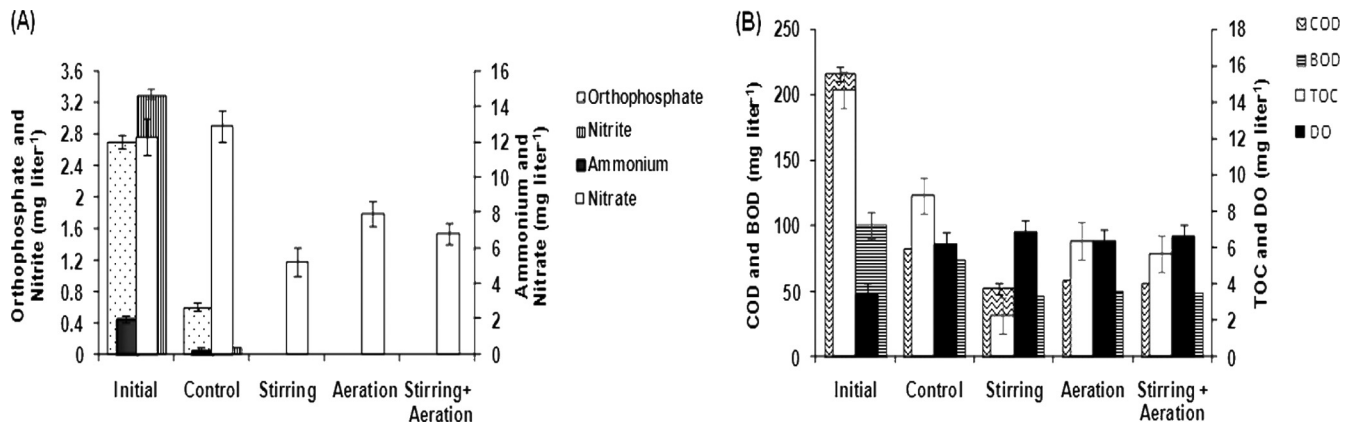 (A)
Orthophosphate and
Nitrite (mg liter⁻¹)
3.6
3.2
2.8
2.4
2
1.6
1.2
0.8
0.4
0
16
14
12
10
8
6
4
2
0
Ammonium and
Nitrate (mg liter⁻¹)
Initial
Control
Stirring
Aeration
Stirring+
Aeration
Orthophosphate
Nitrite
Ammonium
Nitrate
(B)
COD and BOD (mg liter⁻¹)
250
200
150
100
50
0
18
16
14
12
10
8
6
4
2
0
TOC and DO (mg liter⁻¹)
Initial
Control
Stirring
Aeration
Stirring +
Aeration
COD
BOD
TOC
DO